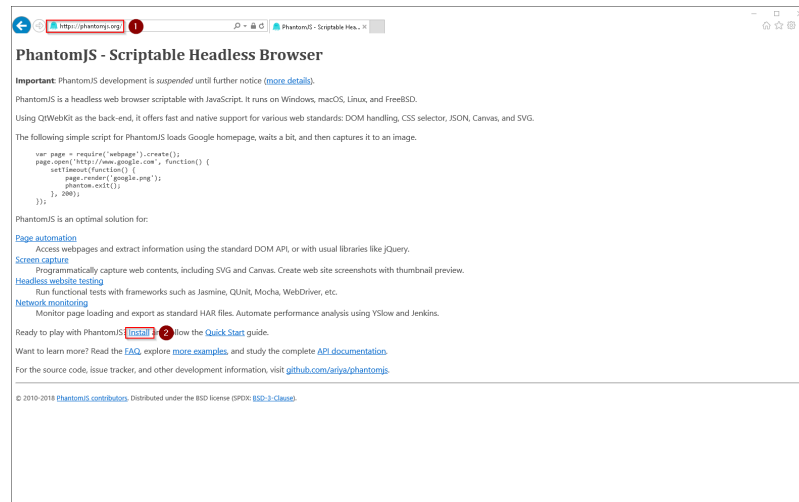 https://phantomjs.org/
1
PhantomJS - Scriptable Hea...
PhantomJS - Scriptable Headless Browser
Important: PhantomJS development is suspended until further notice (more details).
PhantomJS is a headless web browser scriptable with JavaScript. It runs on Windows, macOS, Linux, and FreeBSD.
Using QtWebKit as the back-end, it offers fast and native support for various web standards: DOM handling, CSS selector, JSON, Canvas, and SVG.
The following simple script for PhantomJS loads Google homepage, waits a bit, and then captures it to an image.
var page = require('webpage').create();
page.open('http://www.google.com', function() {
    setTimeout(function() {
        page.render('google.png');
        phantom.exit();
    }, 200);
});
PhantomJS is an optimal solution for:
Page automation
Access webpages and extract information using the standard DOM API, or with usual libraries like jQuery.
Screen capture
Programmatically capture web contents, including SVG and Canvas. Create web site screenshots with thumbnail preview.
Headless website testing
Run functional tests with frameworks such as Jasmine, QUnit, Mocha, WebDriver, etc.
Network monitoring
Monitor page loading and export as standard HAR files. Automate performance analysis using YSlow and Jenkins.
Ready to play with PhantomJS? Install 2 the Quick Start guide.
Want to learn more? Read the FAQ, explore more examples, and study the complete API documentation.
For the source code, issue tracker, and other development information, visit github.com/ariya/phantomjs.
© 2010-2018 PhantomJS contributors. Distributed under the BSD license (SPDX: BSD-3-Clause).